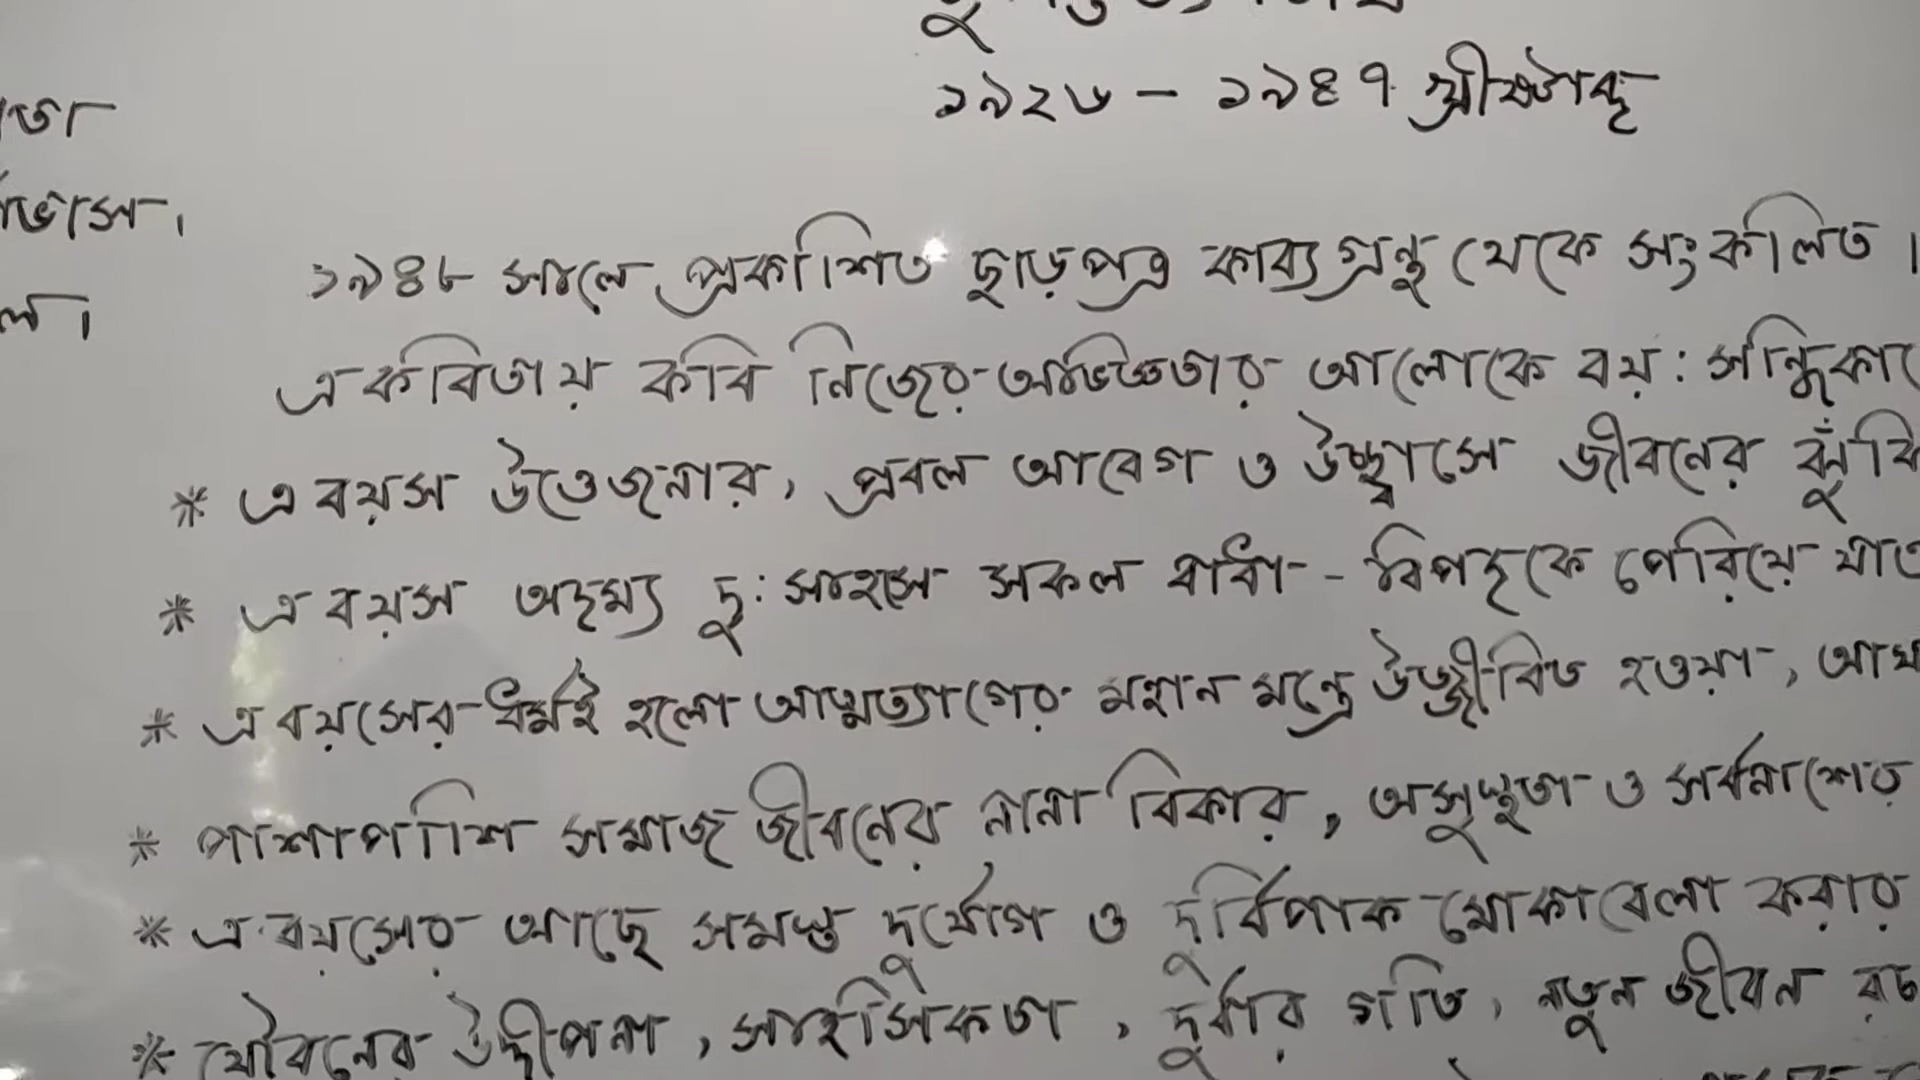 ১৯২৬ - ১৯৪৭ খ্রীষ্টাব্দ
১৯৪৮ সালে প্রকাশিত ছাড়পত্র কাব্যগ্রন্থ থেকে সংকলিত।
এ কবিতায় কবি নিজের অভিজ্ঞতার আলোকে বয়ঃসন্ধিকা
* এ বয়স উত্তেজনার, প্রবল আবেগ ও উচ্ছ্বাসে জীবনের ঝুঁকি
* এ বয়স অদম্য দুঃসাহসে সকল বাধা-বিপদকে পেরিয়ে যাও
* এ বয়সের ধর্মই হলো আত্মত্যাগের মহান মন্ত্রে উজ্জীবিত হওয়া, আঘ
* পাশাপাশি সমাজ জীবনের নানা বিকার, অসুস্থতা ও সর্বনাশের
* এ বয়সের আছে সমস্ত দুর্যোগ ও দুর্বিপাক মোকাবেলা করার
* যৌবনের উদ্দীপনা, সাহসিকতা, দুর্বার গতি, নতুন জীবন রচ